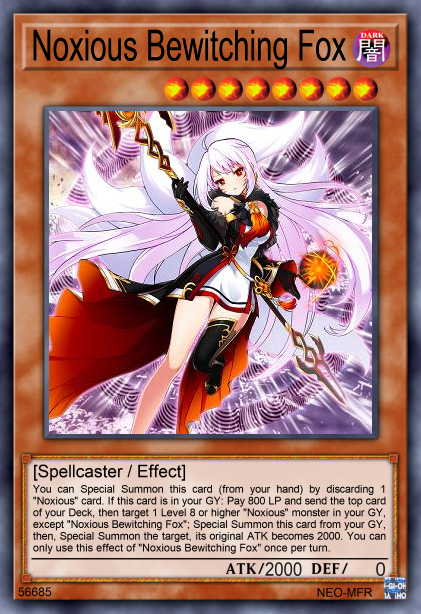 Noxious Bewitching Fox
DARK
闇
[Spellcaster / Effect]
You can Special Summon this card (from your hand) by discarding 1
"Noxious" card. If this card is in your GY: Pay 800 LP and send the top card
of your Deck, then target 1 Level 8 or higher "Noxious" monster in your GY,
except "Noxious Bewitching Fox"; Special Summon this card from your GY,
then, Special Summon the target, its original ATK becomes 2000. You can
only use this effect of "Noxious Bewitching Fox" once per turn.
ATK/2000 DEF/ 0
56685 NEO-MFR